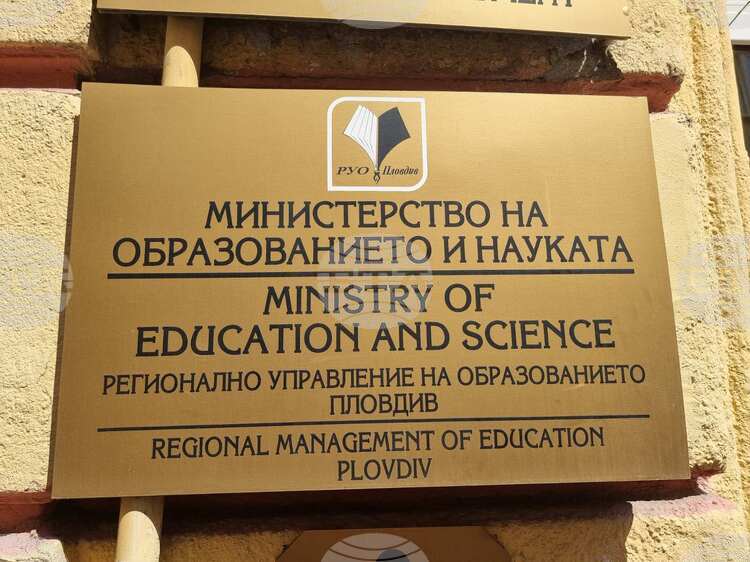 РУО Пловдив
МИНИСТЕРСТВО НА
ОБРАЗОВАНИЕТО И НАУКАТА
MINISTRY OF
EDUCATION AND SCIENCE
РЕГИОНАЛНО УПРАВЛЕНИЕ НА ОБРАЗОВАНИЕТО
ПЛОВДИВ
REGIONAL MANAGEMENT OF EDUCATION
PLOVDIV